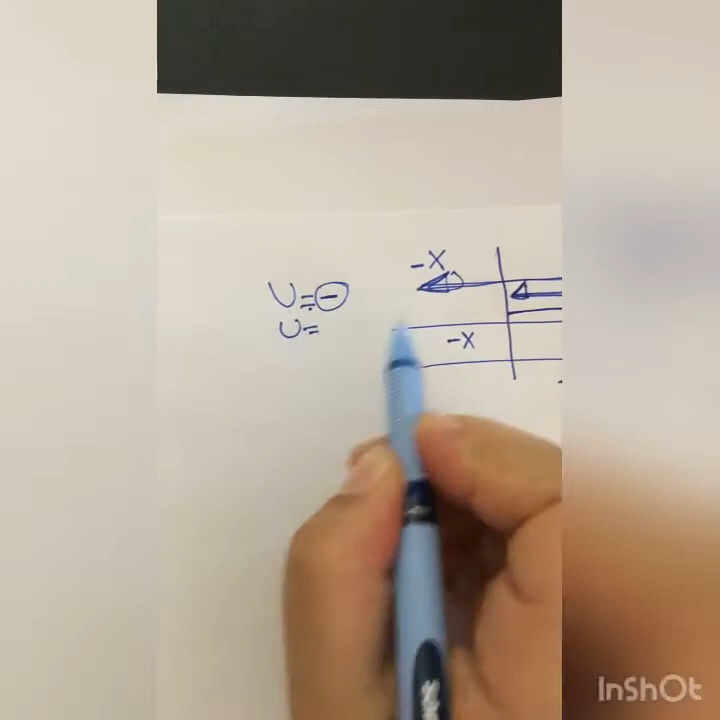 -X
U = -
U =
-X
InShOt